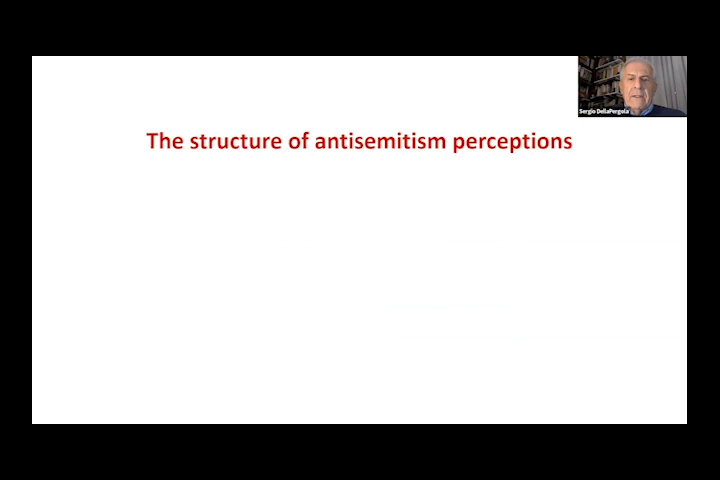 Sergio DellaPergola
The structure of antisemitism perceptions